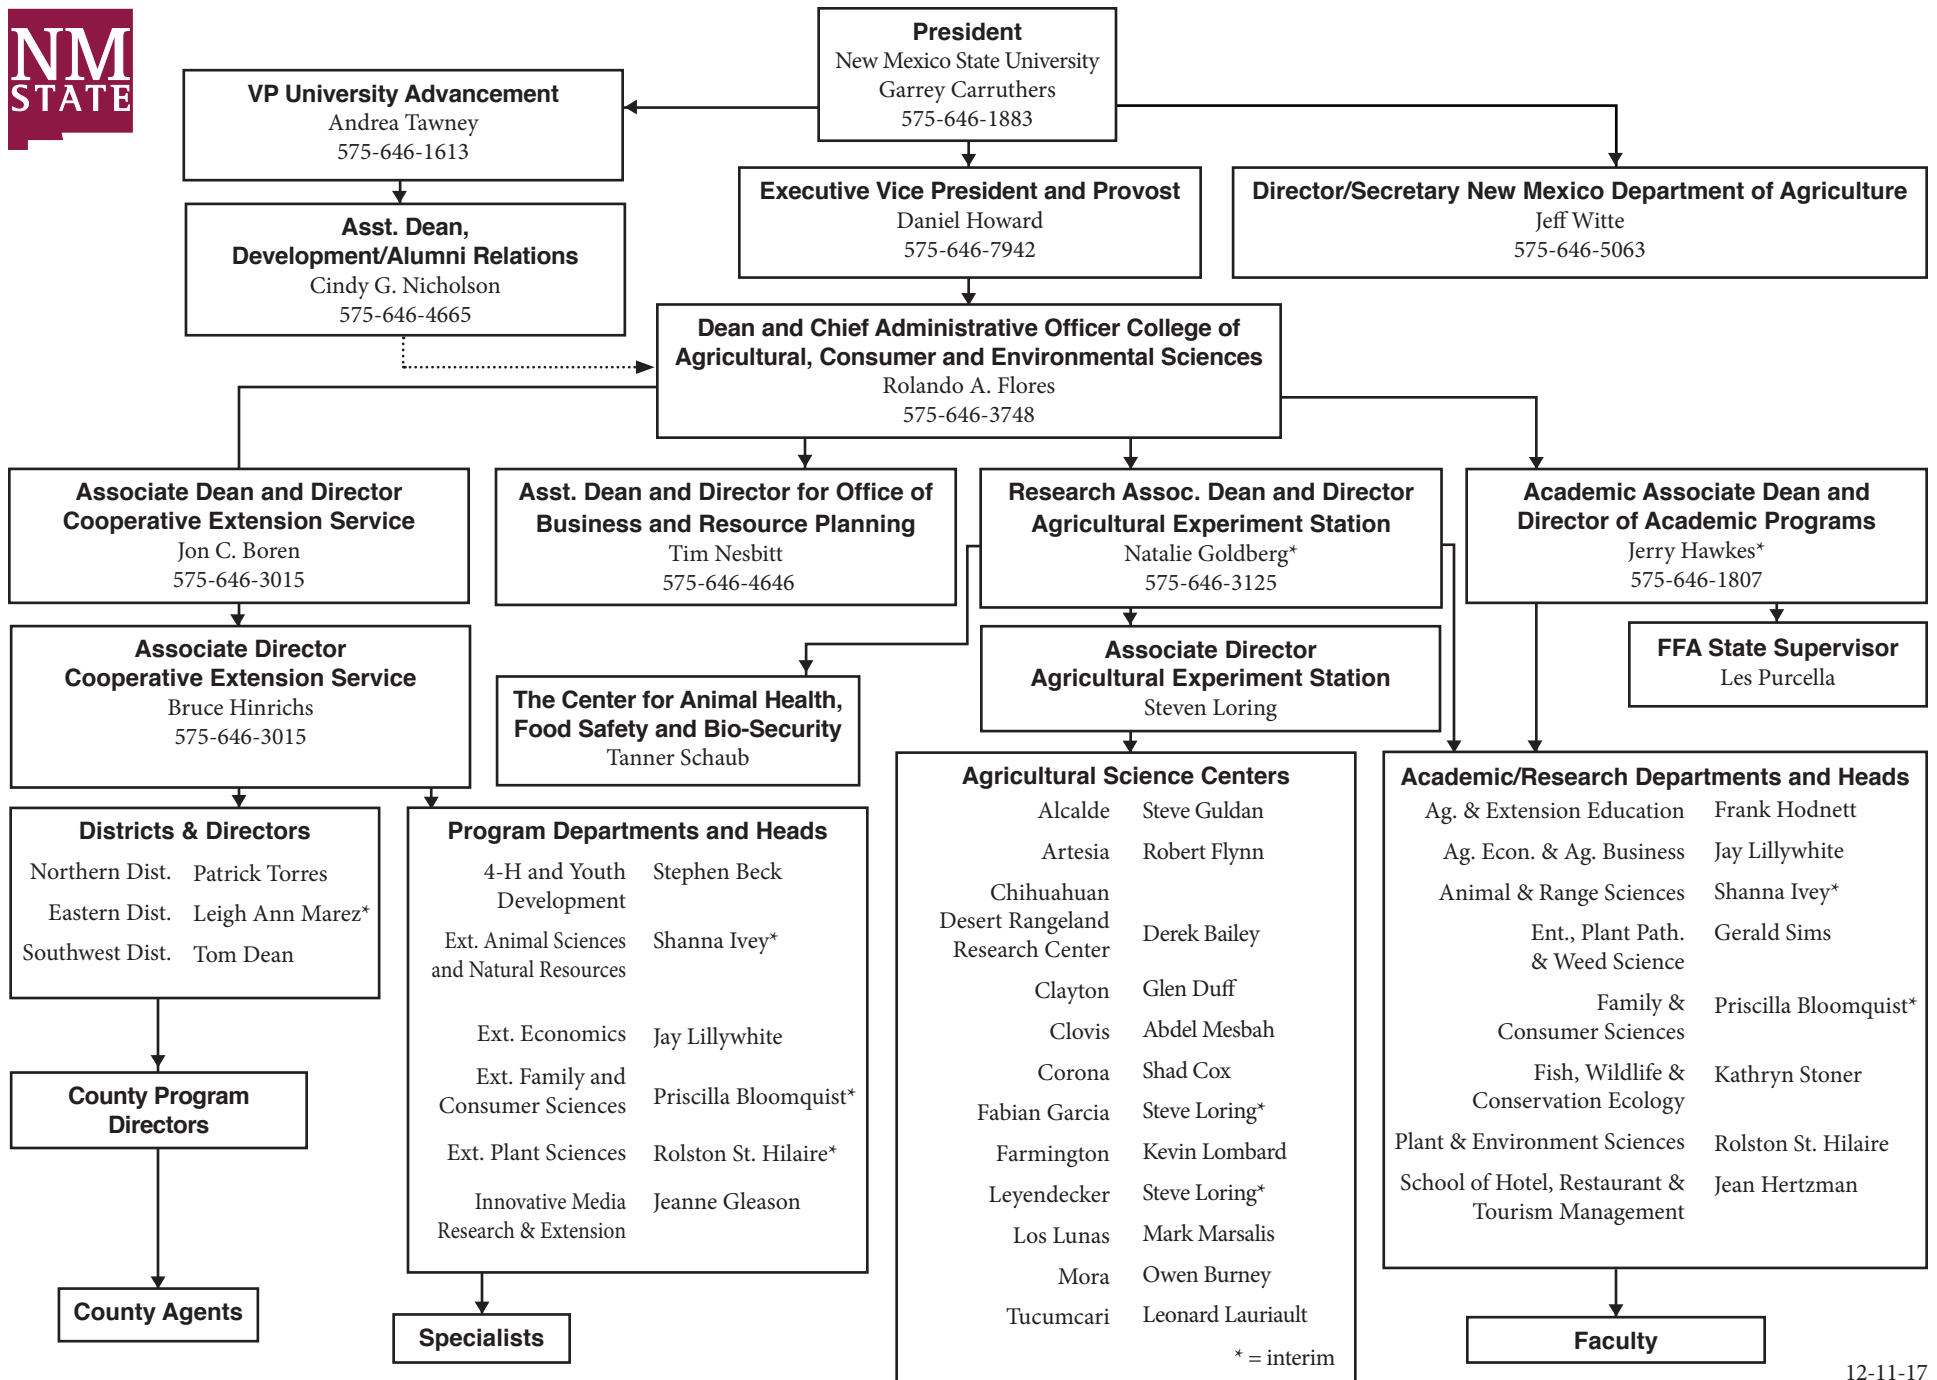 NM
STATE
President
New Mexico State University
Garrey Carruthers
575-646-1883
VP University Advancement
Andrea Tawney
575-646-1613
Asst. Dean,
Development/Alumni Relations
Cindy G. Nicholson
575-646-4665
Executive Vice President and Provost
Daniel Howard
575-646-7942
Director/Secretary New Mexico Department of Agriculture
Jeff Witte
575-646-5063
Dean and Chief Administrative Officer College of
Agricultural, Consumer and Environmental Sciences
Rolando A. Flores
575-646-3748
Associate Dean and Director
Cooperative Extension Service
Jon C. Boren
575-646-3015
Asst. Dean and Director for Office of
Business and Resource Planning
Tim Nesbitt
575-646-4646
Research Assoc. Dean and Director
Agricultural Experiment Station
Natalie Goldberg*
575-646-3125
Academic Associate Dean and
Director of Academic Programs
Jerry Hawkes*
575-646-1807
Associate Director
Cooperative Extension Service
Bruce Hinrichs
575-646-3015
The Center for Animal Health,
Food Safety and Bio-Security
Tanner Schaub
Associate Director
Agricultural Experiment Station
Steven Loring
FFA State Supervisor
Les Purcella
Districts & Directors
Northern Dist. Patrick Torres
Eastern Dist. Leigh Ann Marez*
Southwest Dist. Tom Dean
County Program
Directors
County Agents
Program Departments and Heads
4-H and Youth Stephen Beck
Development
Ext. Animal Sciences Shanna Ivey*
and Natural Resources
Ext. Economics Jay Lillywhite
Ext. Family and
Consumer Sciences Priscilla Bloomquist*
Ext. Plant Sciences Rolston St. Hilaire*
Innovative Media Jeanne Gleason
Research & Extension
Specialists
Agricultural Science Centers
Alcalde Steve Guldan
Artesia Robert Flynn
Chihuahuan
Desert Rangeland
Research Center Derek Bailey
Clayton Glen Duff
Clovis Abdel Mesbah
Corona Shad Cox
Fabian Garcia Steve Loring*
Farmington Kevin Lombard
Leyendecker Steve Loring*
Los Lunas Mark Marsalis
Mora Owen Burney
Tucumcari Leonard Lauriault
* = interim
Academic/Research Departments and Heads
Ag. & Extension Education Frank Hodnett
Ag. Econ. & Ag. Business Jay Lillywhite
Animal & Range Sciences Shanna Ivey*
Ent., Plant Path. Gerald Sims
& Weed Science
Family & Priscilla Bloomquist*
Consumer Sciences
Fish, Wildlife & Kathryn Stoner
Conservation Ecology
Plant & Environment Sciences Rolston St. Hilaire
School of Hotel, Restaurant & Jean Hertzman
Tourism Management
Faculty
12-11-17